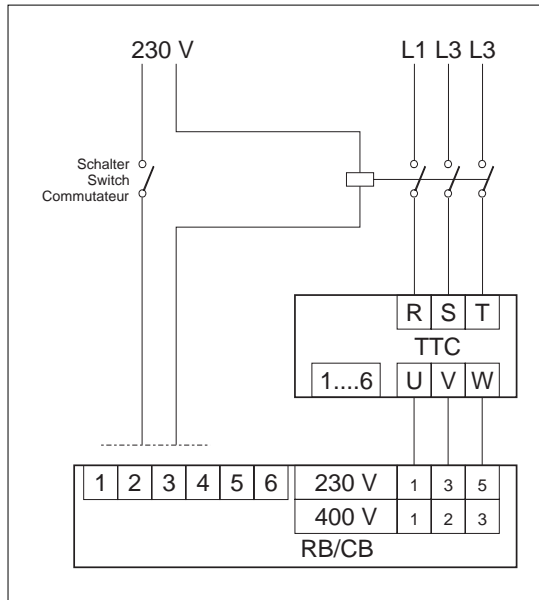 230 V L1 L3 L3
Schalter
Switch
Commutateur
R S T
TTC
1....6 U V W
1 2 3 4 5 6 230 V 1 3 5
400 V 1 2 3
RB/CB